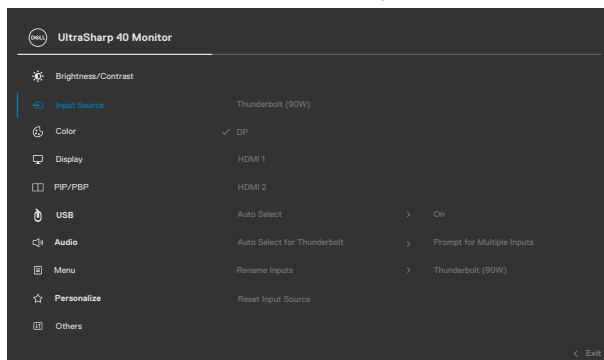 DELL UltraSharp 40 Monitor
Brightness/Contrast
Input Source Thunderbolt (90W)
Color ✓ DP
Display HDMI 1
PIP/PBP HDMI 2
USB Auto Select > On
Audio Auto Select for Thunderbolt > Prompt for Multiple Inputs
Menu Rename Inputs > Thunderbolt (90W)
Personalize Reset Input Source
Others
< Exit